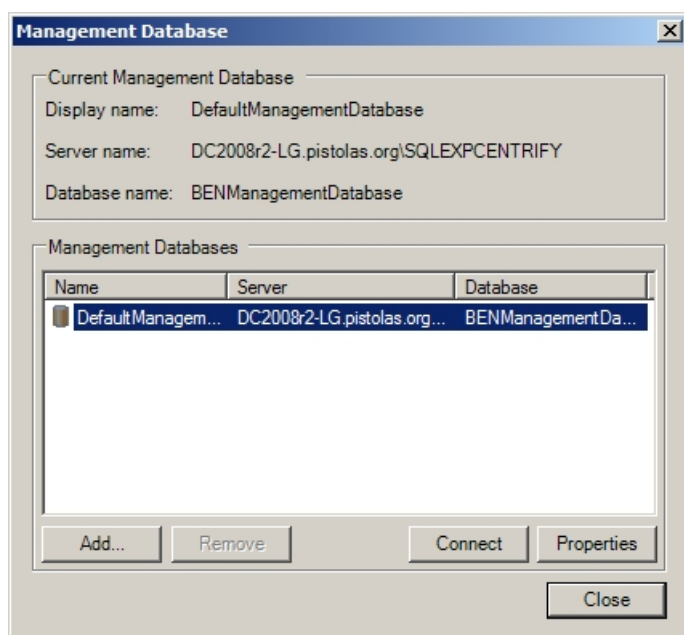 Management Database
Current Management Database
Display name: DefaultManagementDatabase
Server name: DC2008r2-LG.pistolas.org\SQLEXPCENTRIFY
Database name: BENManagementDatabase
Management Databases
Name Server Database
DefaultManagem... DC2008r2-LG.pistolas.org... BENManagementDa...
Add... Remove Connect Properties
Close